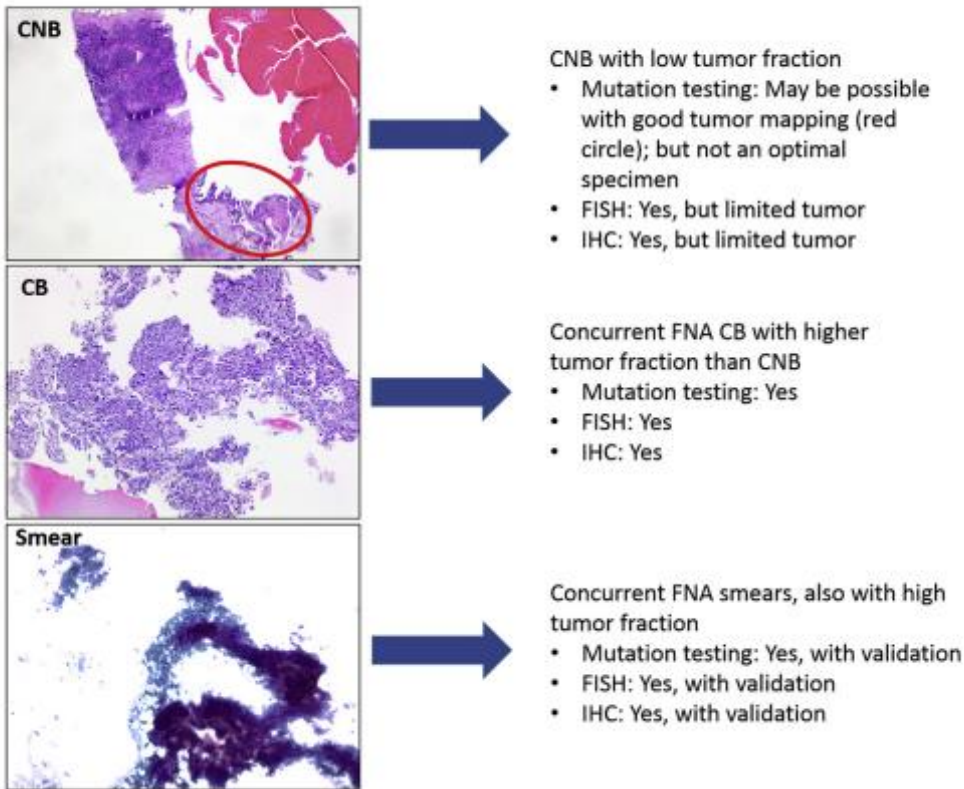 CNB
CNB with low tumor fraction
• Mutation testing: May be possible
with good tumor mapping (red
circle); but not an optimal
specimen
• FISH: Yes, but limited tumor
• IHC: Yes, but limited tumor
CB
Concurrent FNA CB with higher
tumor fraction than CNB
• Mutation testing: Yes
• FISH: Yes
• IHC: Yes
Smear
Concurrent FNA smears, also with high
tumor fraction
• Mutation testing: Yes, with validation
• FISH: Yes, with validation
• IHC: Yes, with validation